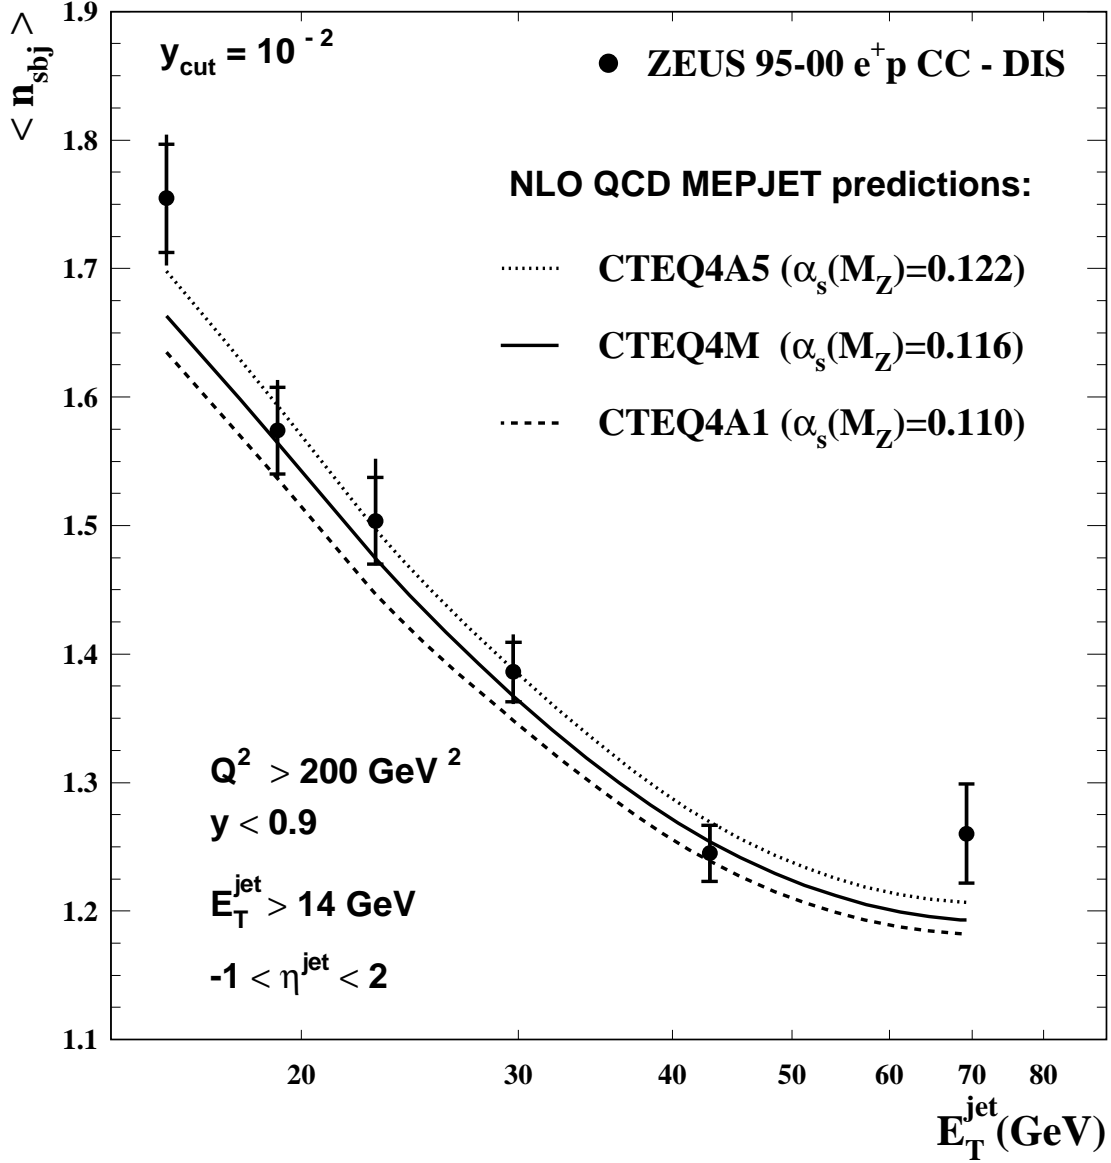 < n_sbj >
y_cut = 10^-2
ZEUS 95-00 e^+p CC - DIS
NLO QCD MEPJET predictions:
CTEQ4A5 (α_s(M_Z)=0.122)
CTEQ4M (α_s(M_Z)=0.116)
CTEQ4A1 (α_s(M_Z)=0.110)
Q^2 > 200 GeV^2
y < 0.9
E_T^jet > 14 GeV
-1 < η^jet < 2
1.9
1.8
1.7
1.6
1.5
1.4
1.3
1.2
1.1
20 30 40 50 60 70 80
E_T^jet(GeV)